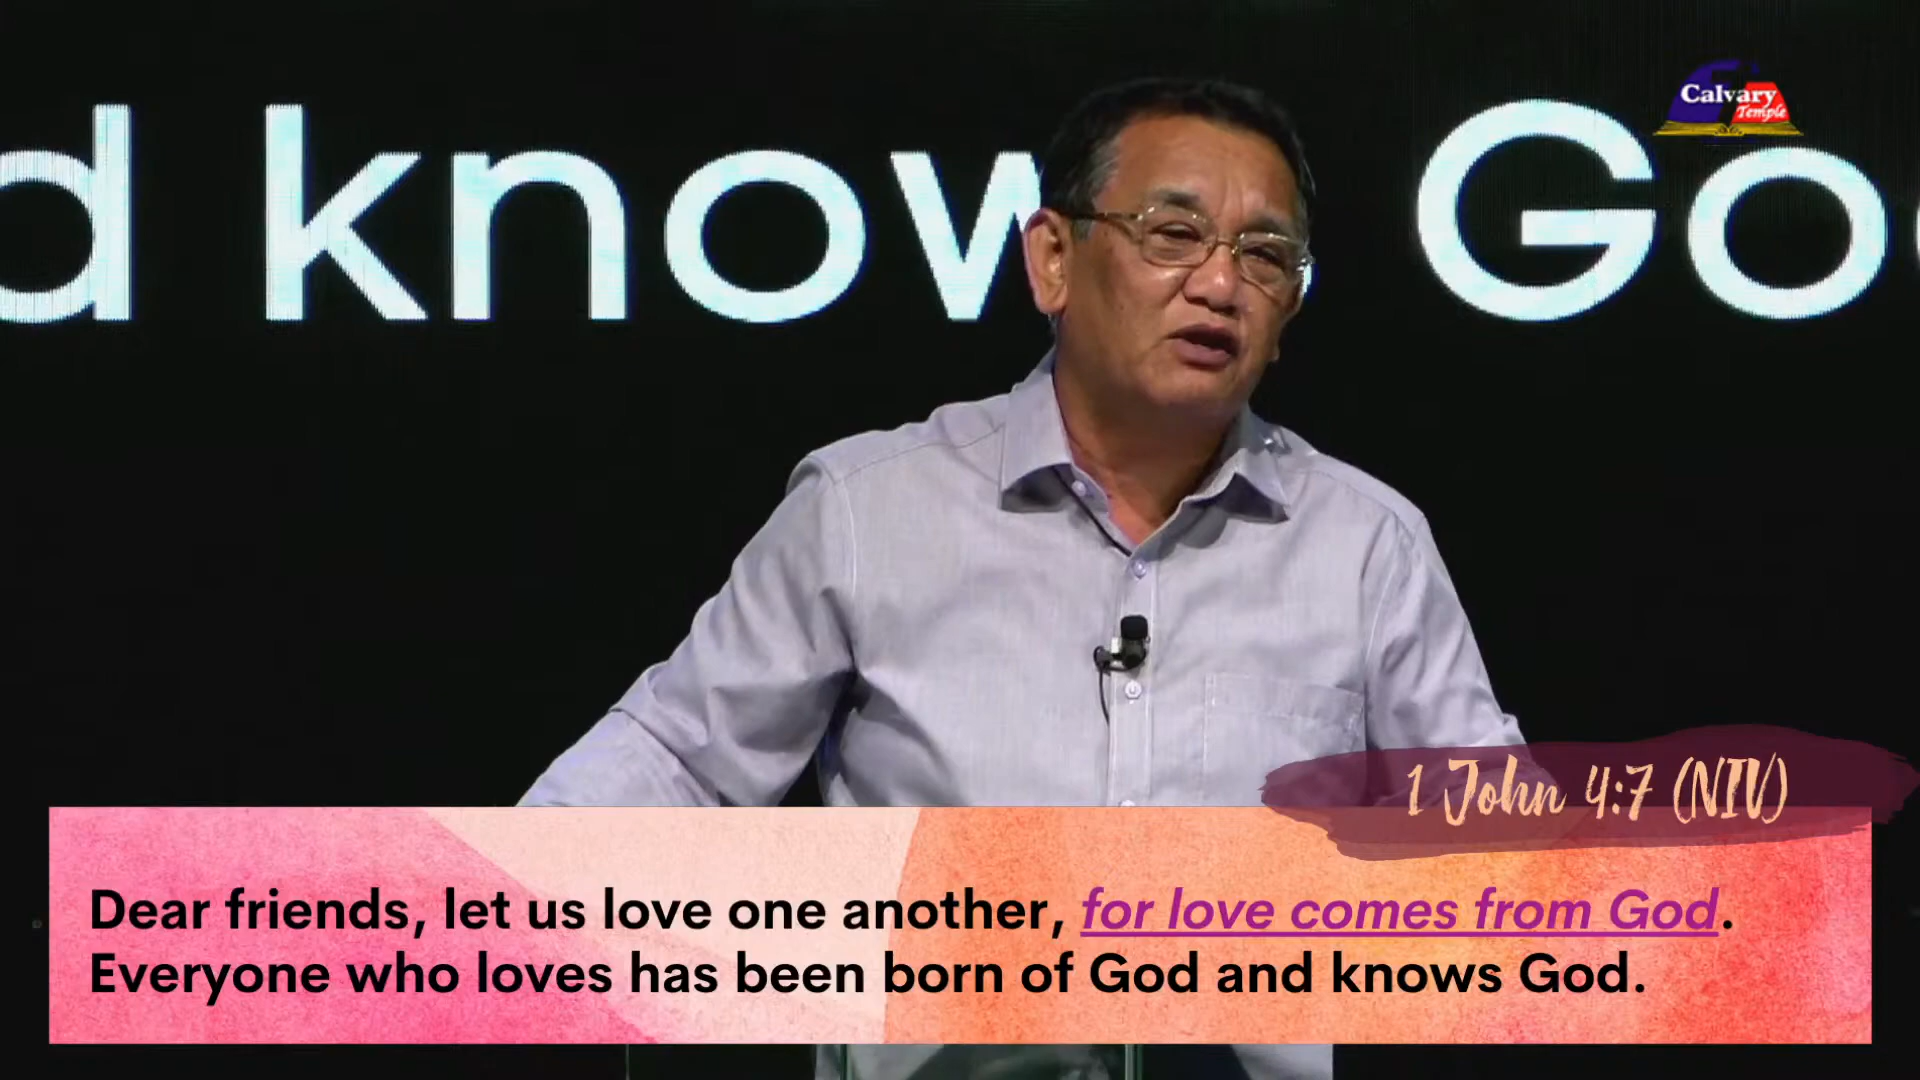 d know God
Calvary
Temple
1 John 4:7 (NIV)
Dear friends, let us love one another, for love comes from God.
Everyone who loves has been born of God and knows God.